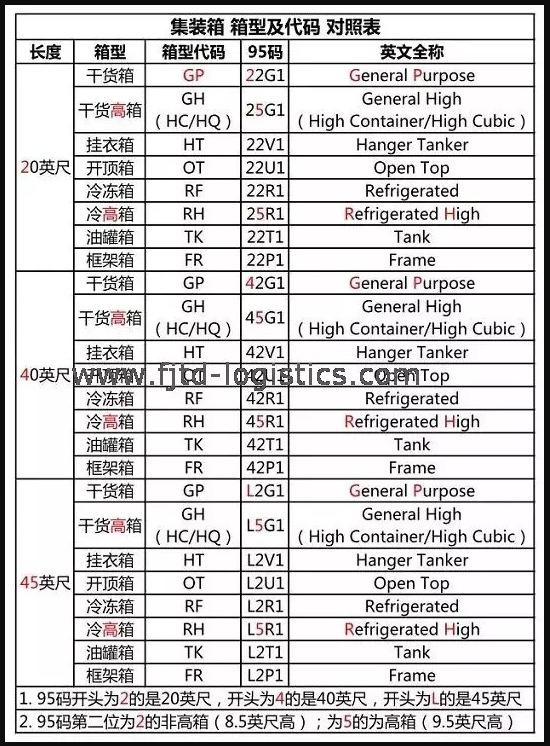 集装箱 箱型及代码 对照表
长度 箱型 箱型代码 95码 英文全称
20英尺
干货箱 GP 22G1 General Purpose
干货高箱 GH (HC/HQ) 25G1 General High (High Container/High Cubic)
挂衣箱 HT 22V1 Hanger Tanker
开顶箱 OT 22U1 Open Top
冷冻箱 RF 22R1 Refrigerated
冷高箱 RH 25R1 Refrigerated High
油罐箱 TK 22T1 Tank
框架箱 FR 22P1 Frame
40英尺
干货箱 GP 42G1 General Purpose
干货高箱 GH (HC/HQ) 45G1 General High (High Container/High Cubic)
挂衣箱 HT 42V1 Hanger Tanker
Open Top
www.fjtd-logistics.com
冷冻箱 RF 42R1 Refrigerated
冷高箱 RH 45R1 Refrigerated High
油罐箱 TK 42T1 Tank
框架箱 FR 42P1 Frame
45英尺
干货箱 GP L2G1 General Purpose
干货高箱 GH (HC/HQ) L5G1 General High (High Container/High Cubic)
挂衣箱 HT L2V1 Hanger Tanker
开顶箱 OT L2U1 Open Top
冷冻箱 RF L2R1 Refrigerated
冷高箱 RH L5R1 Refrigerated High
油罐箱 TK L2T1 Tank
框架箱 FR L2P1 Frame
1. 95码开头为2的是20英尺，开头为4的是40英尺，开头为L的是45英尺
2. 95码第二位为2的非高箱（8.5英尺高）；为5的为高箱（9.5英尺高）